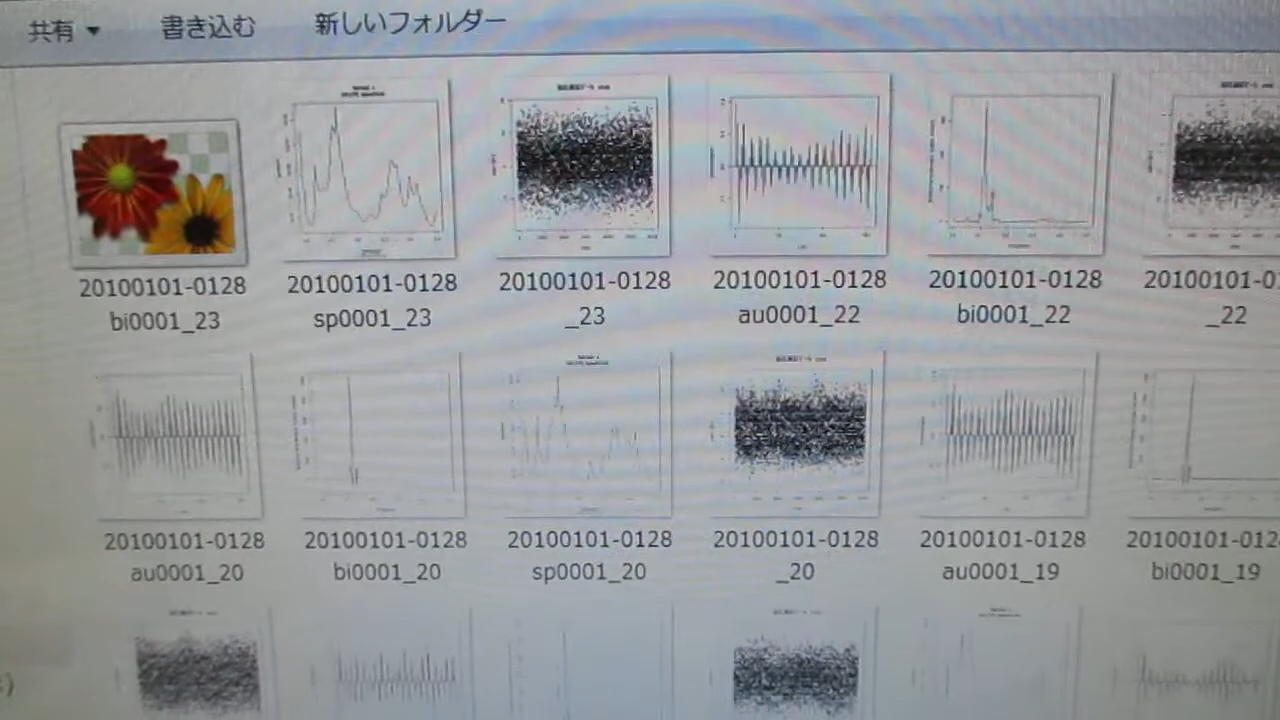 共有 ▼ 書き込む 新しいフォルダー
20100101-0128 20100101-0128 20100101-0128 20100101-0128 20100101-0128
bi0001_23 sp0001_23 _23 au0001_22 bi0001_22 _22
20100101-0128 20100101-0128 20100101-0128 20100101-0128 20100101-0128
au0001_20 bi0001_20 sp0001_20 _20 au0001_19 bi0001_19